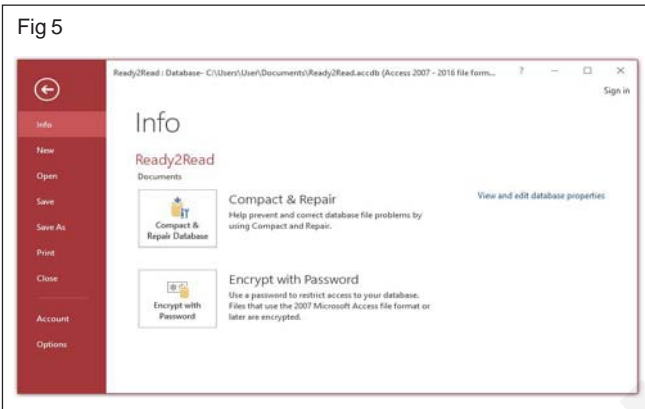 Fig 5
Ready2Read : Database- C:\Users\User\Documents\Ready2Read.accdb (Access 2007 - 2016 file form... ?
Sign in
Info
New
Open
Save
Save As
Print
Close
Account
Options
Info
Ready2Read
Documents
Compact & Repair Database
Compact & Repair
Help prevent and correct database file problems by
using Compact and Repair.
View and edit database properties
Encrypt with Password
Encrypt with Password
Use a password to restrict access to your database.
Files that use the 2007 Microsoft Access file format or
later are encrypted.